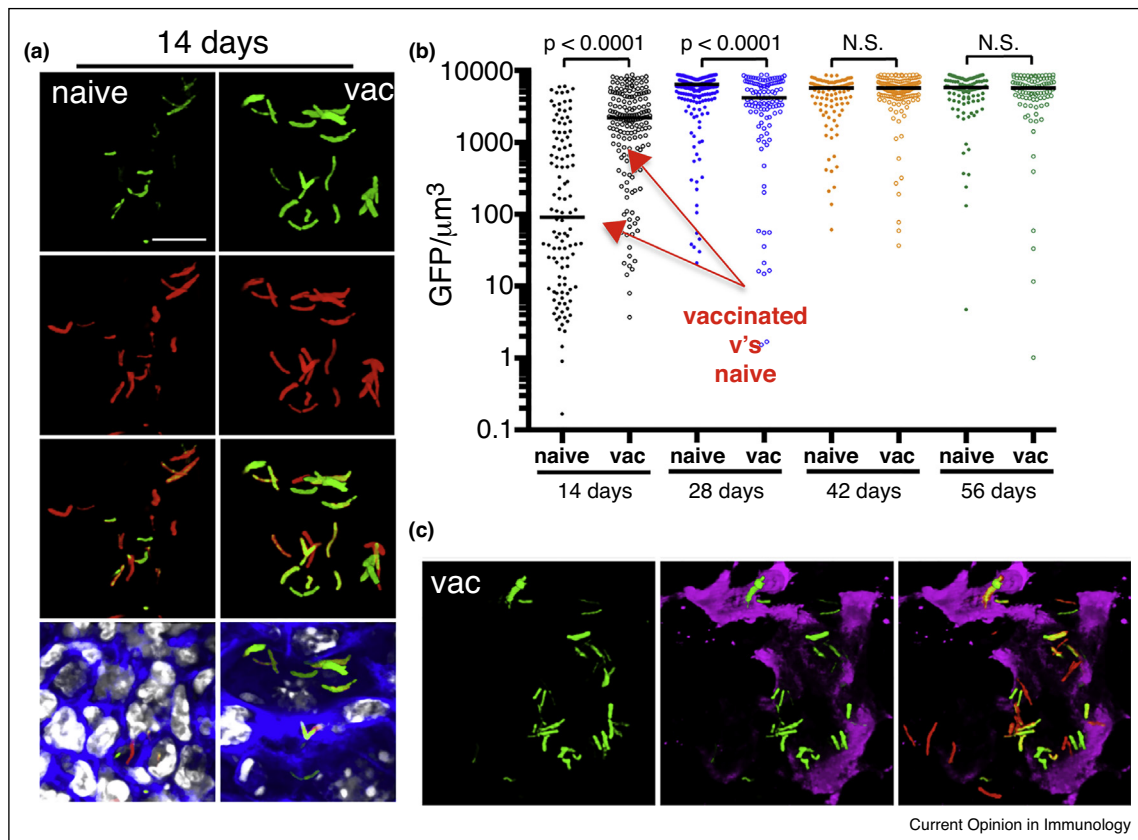 (a)
14 days
naive
vac
(b)
p < 0.0001
p < 0.0001
N.S.
N.S.
10000
1000
100
10
1
0.1
GFP/μm³
vaccinated
v's
naive
naive vac naive vac naive vac naive vac
14 days 28 days 42 days 56 days
(c)
vac
Current Opinion in Immunology